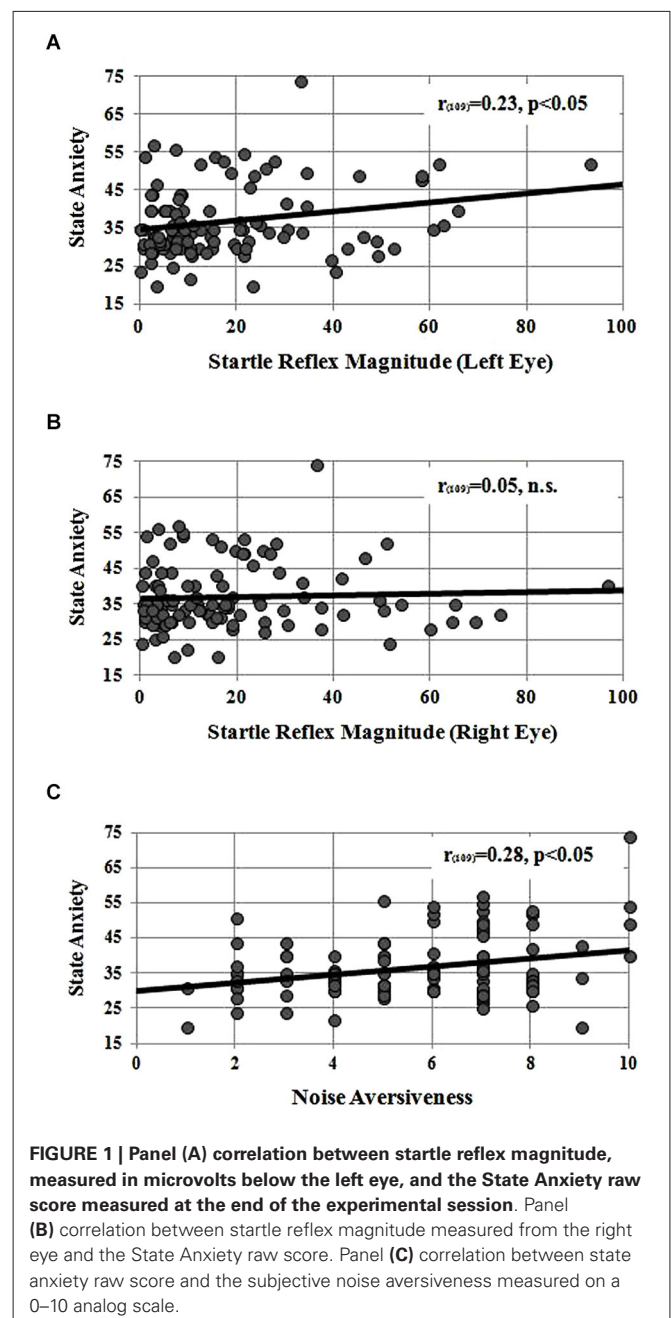 A
75
r(109)=0.23, p<0.05
65
55
45
35
25
15
State Anxiety
0 20 40 60 80 100
Startle Reflex Magnitude (Left Eye)
B
75
r(109)=0.05, n.s.
65
55
45
35
25
15
State Anxiety
0 20 40 60 80 100
Startle Reflex Magnitude (Right Eye)
C
75
r(109)=0.28, p<0.05
65
55
45
35
25
15
State Anxiety
0 2 4 6 8 10
Noise Aversiveness
FIGURE 1 | Panel (A) correlation between startle reflex magnitude,
measured in microvolts below the left eye, and the State Anxiety raw
score measured at the end of the experimental session. Panel
(B) correlation between startle reflex magnitude measured from the right
eye and the State Anxiety raw score. Panel (C) correlation between state
anxiety raw score and the subjective noise aversiveness measured on a
0–10 analog scale.